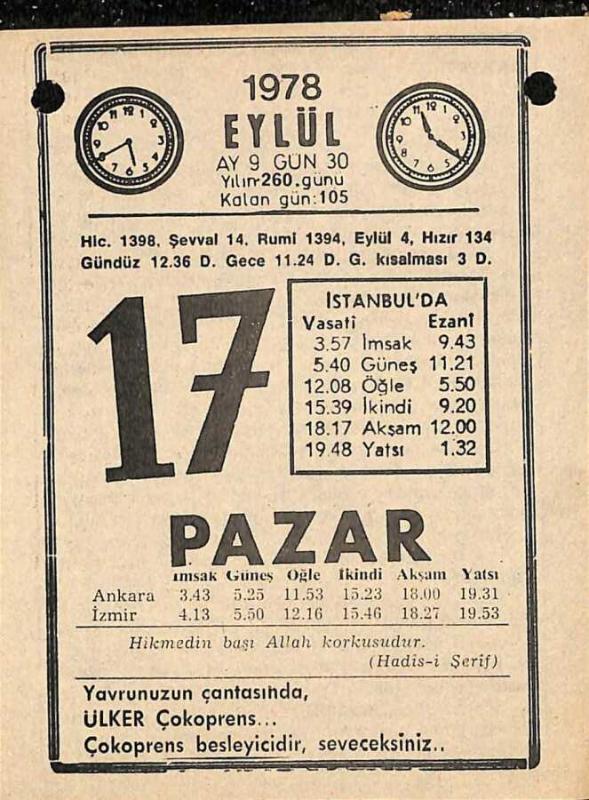 1978
EYLÜL
AY 9 GÜN 30
Yılın 260.günü
Kalan gün:105
Hic. 1398, Şevval 14, Rumi 1394, Eylül 4, Hızır 134
Gündüz 12.36 D. Gece 11.24 D. G. kısalması 3 D.
17
İSTANBUL'DA
Vasatî Ezanî
3.57 İmsak 9.43
5.40 Güneş 11.21
12.08 Öğle 5.50
15.39 İkindi 9.20
18.17 Akşam 12.00
19 48 Yatsı 1.32
PAZAR
İmsak Güneş Oğle İkindi Akşam Yatsı
Ankara 3.43 5.25 11.53 15.23 18.00 19.31
İzmir 4.13 5.50 12.16 15.46 18.27 19.53
Hikmedin başı Allah korkusudur.
(Hadis-i Şerîf)
Yavrunuzun çantasında,
ÜLKER Çokoprens...
Çokoprens besleyicidir, seveceksiniz..